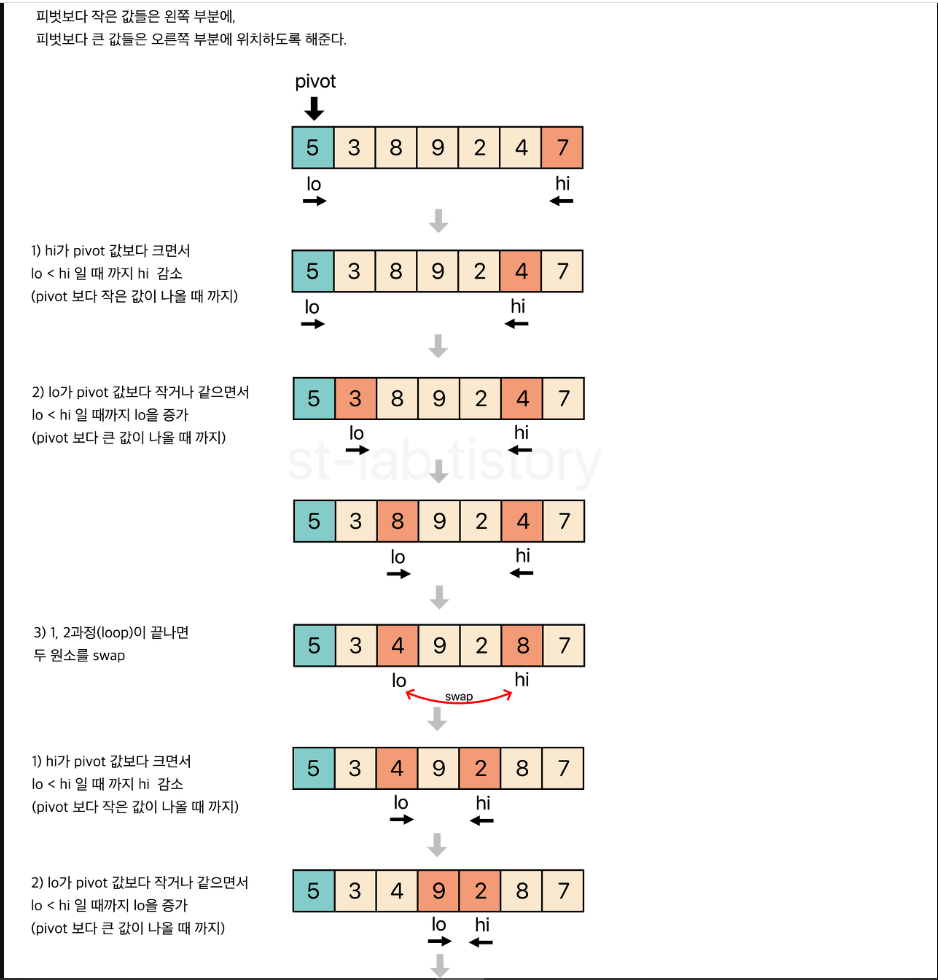 피벗보다 작은 값들은 왼쪽 부분에,
피벗보다 큰 값들은 오른쪽 부분에 위치하도록 해준다.
pivot
5 3 8 9 2 4 7
lo hi
1) hi가 pivot 값보다 크면서
lo < hi 일 때 까지 hi 감소
(pivot 보다 작은 값이 나올 때 까지)
5 3 8 9 2 4 7
lo hi
2) lo가 pivot 값보다 작거나 같으면서
lo < hi 일 때까지 lo을 증가
(pivot 보다 큰 값이 나올 때 까지)
5 3 8 9 2 4 7
lo hi
st-lab.tistory
5 3 8 9 2 4 7
lo hi
3) 1, 2과정(loop)이 끝나면
두 원소를 swap
5 3 4 9 2 8 7
lo hi
swap
1) hi가 pivot 값보다 크면서
lo < hi 일 때 까지 hi 감소
(pivot 보다 작은 값이 나올 때 까지)
5 3 4 9 2 8 7
lo hi
2) lo가 pivot 값보다 작거나 같으면서
lo < hi 일 때까지 lo을 증가
(pivot 보다 큰 값이 나올 때 까지)
5 3 4 9 2 8 7
lo hi